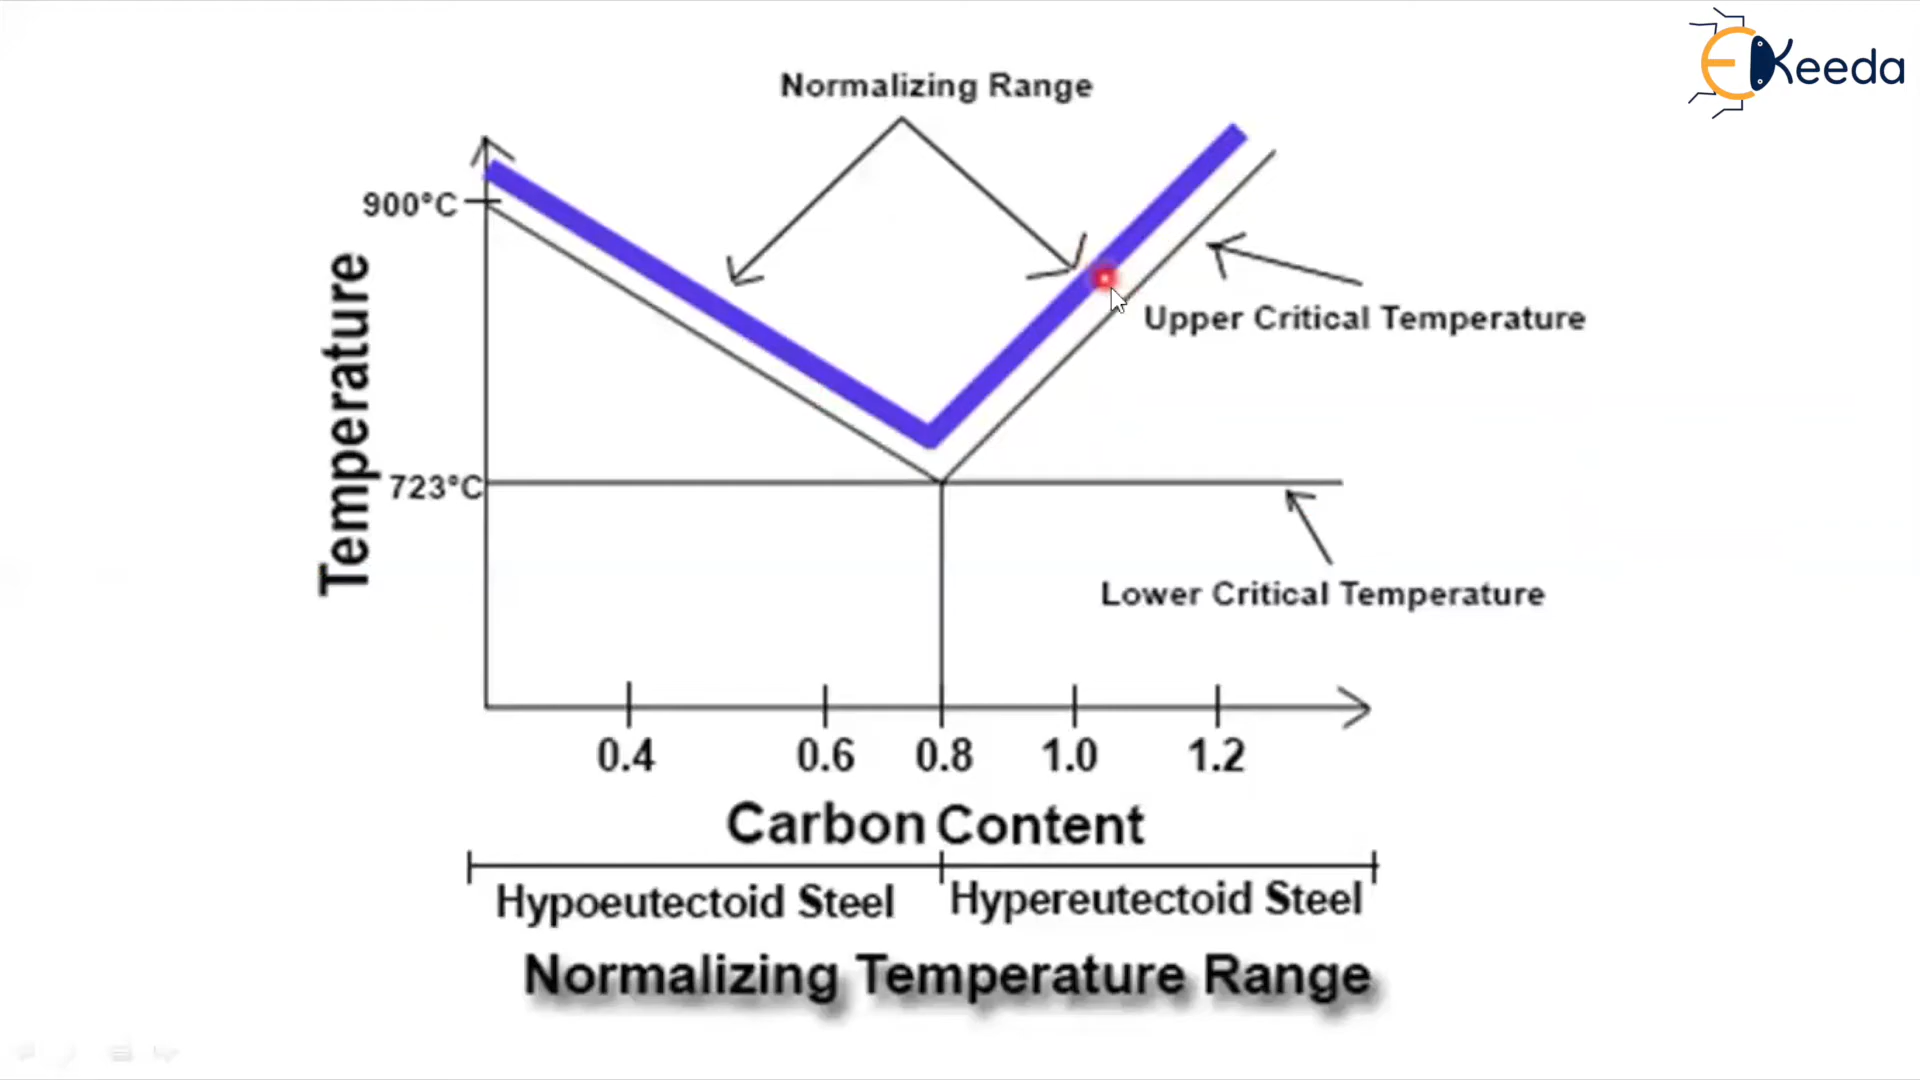 EKeeda
Normalizing Range
900°C
Upper Critical Temperature
Temperature
723°C
Lower Critical Temperature
0.4 0.6 0.8 1.0 1.2
Carbon Content
Hypoeutectoid Steel Hypereutectoid Steel
Normalizing Temperature Range